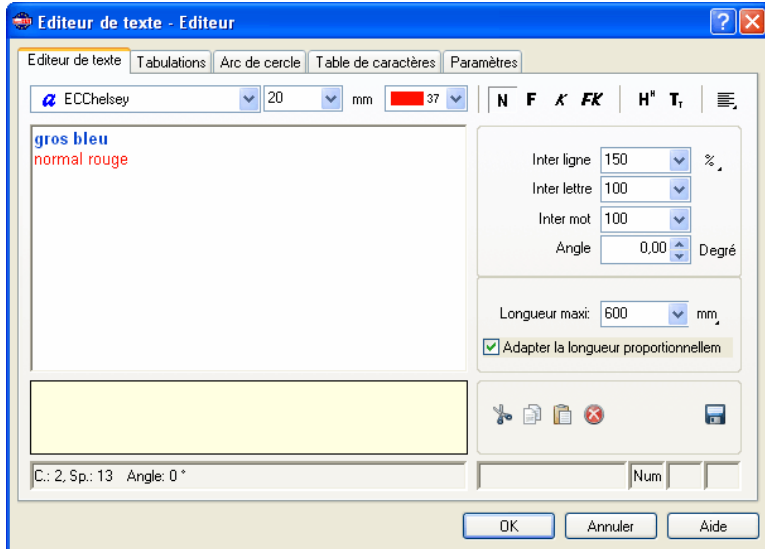 Editeur de texte - Editeur
Editeur de texte Tabulations Arc de cercle Table de caractères Paramètres
a ECChelsey 20 mm 37 N F K FK H" T,
gros bleu
normal rouge
Inter ligne 150 %
Inter lettre 100
Inter mot 100
Angle 0,00 Degré
Longueur maxi: 600 mm
Adapter la longueur proportionnellem
C.: 2, Sp.: 13 Angle: 0 °
Num
OK Annuler Aide